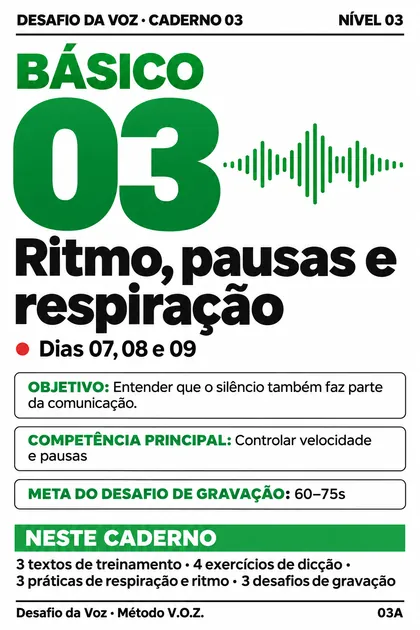 DESAFIO DA VOZ · CADERNO 03 NÍVEL 03
BÁSICO
03
Ritmo, pausas e
respiração
Dias 07, 08 e 09
OBJETIVO: Entender que o silêncio também faz parte
da comunicação.
COMPETÊNCIA PRINCIPAL: Controlar velocidade
e pausas
META DO DESAFIO DE GRAVAÇÃO: 60–75s
NESTE CADERNO
3 textos de treinamento · 4 exercícios de dicção ·
3 práticas de respiração e ritmo · 3 desafios de gravação
Desafio da Voz · Método V.O.Z. 03A